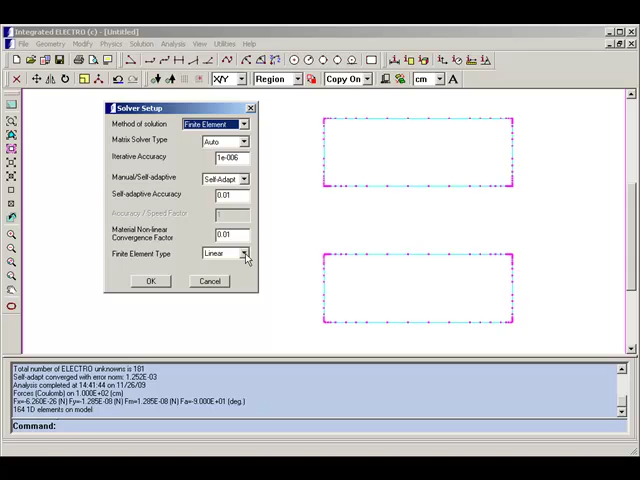 Integrated ELECTRO (c) - [Untitled]
File Geometry Modify Physics Solution Analysis View Utilities Help
X/Y Region Copy On cm A
Solver Setup
Method of solution Finite Element
Matrix Solver Type Auto
Iterative Accuracy 1e-006
Manual/Self-adaptive Self-Adapt
Self-adaptive Accuracy 0.01
Accuracy / Speed Factor 1
Material Non-linear
Convergence Factor 0.01
Finite Element Type Linear
OK Cancel
Total number of ELECTRO unknowns is 181
Self-adapt converged with error norm: 1.252E-03
Analysis completed at 14:41:44 on 11/26/09
Forces (Coulomb) on 1.000E+02 (cm)
Fx=-6.260E-26 (N) Fy=-1.285E-08 (N) Fm=1.285E-08 (N) Fa=-9.000E+01 (deg.)
164 1D elements on model
Command: